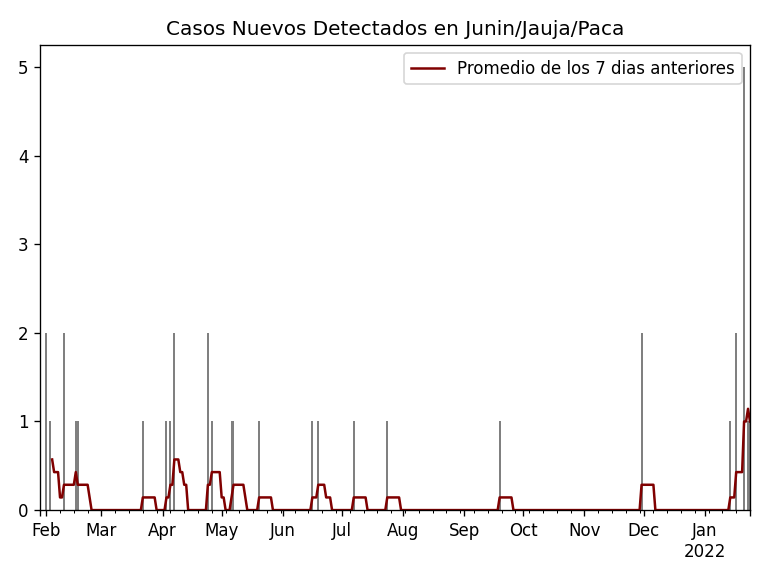 Casos Nuevos Detectados en Junin/Jauja/Paca
Promedio de los 7 dias anteriores
5
4
3
2
1
0
Feb Mar Apr May Jun Jul Aug Sep Oct Nov Dec Jan
2022